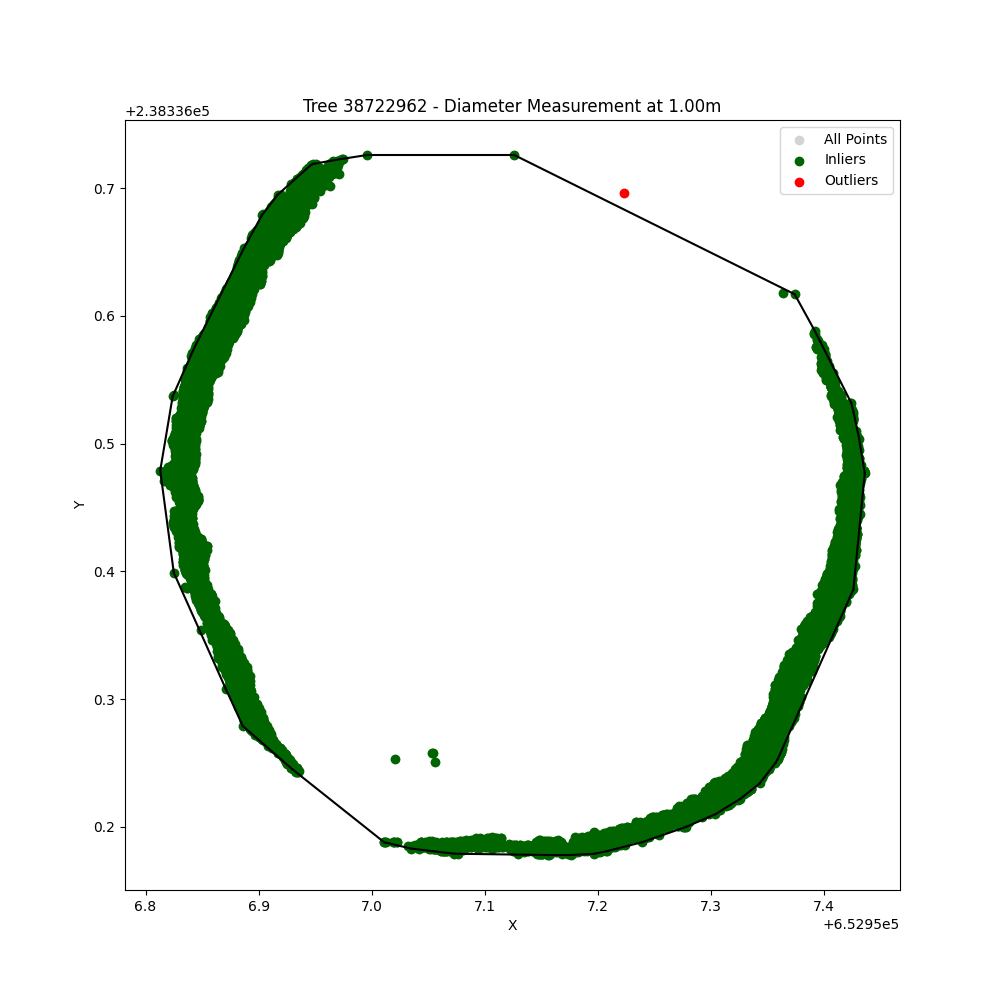 Tree 38722962 - Diameter Measurement at 1.00m
+2.38336e5
All Points
Inliers
Outliers
0.7
0.6
0.5
0.4
0.3
0.2
Y
6.8 6.9 7.0 7.1 7.2 7.3 7.4
X
+6.5295e5